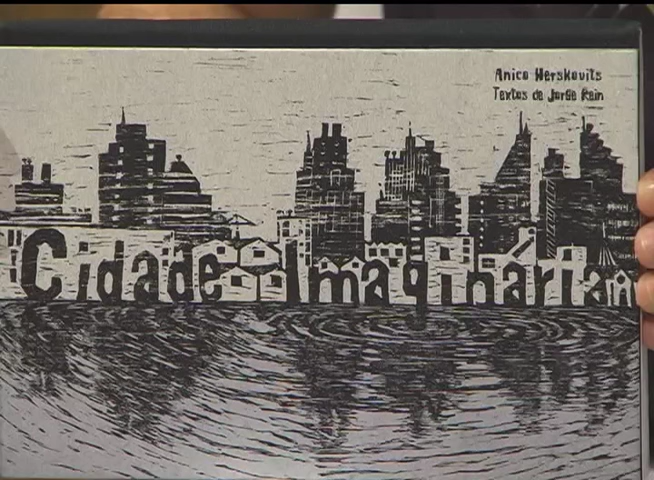 Anico Herskovits
Textos de Jorge Rein
Cidade Imaginária